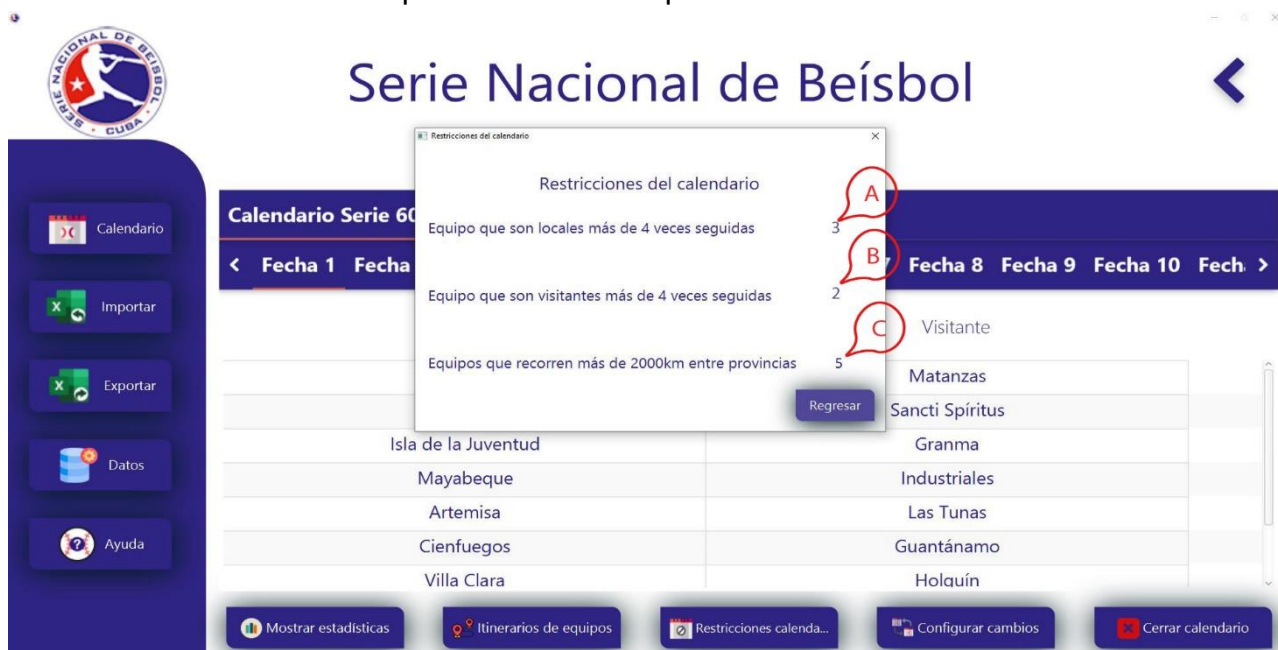 SERIE NACIONAL DE BEISBOL
CUBA
Serie Nacional de Beísbol
Restricciones del calendario
Restricciones del calendario
A
Equipo que son locales más de 4 veces seguidas 3
B
Equipo que son visitantes más de 4 veces seguidas 2
C
Equipos que recorren más de 2000km entre provincias 5
Regresar
Calendario
Importar
Exportar
Datos
Ayuda
Calendario Serie 60
Fecha 1 Fecha Fecha 8 Fecha 9 Fecha 10 Fech
Visitante
Matanzas
Sancti Spíritus
Isla de la Juventud Granma
Mayabeque Industriales
Artemisa Las Tunas
Cienfuegos Guantánamo
Villa Clara Holguín
Mostrar estadísticas Itinerarios de equipos Restricciones calenda... Configurar cambios Cerrar calendario